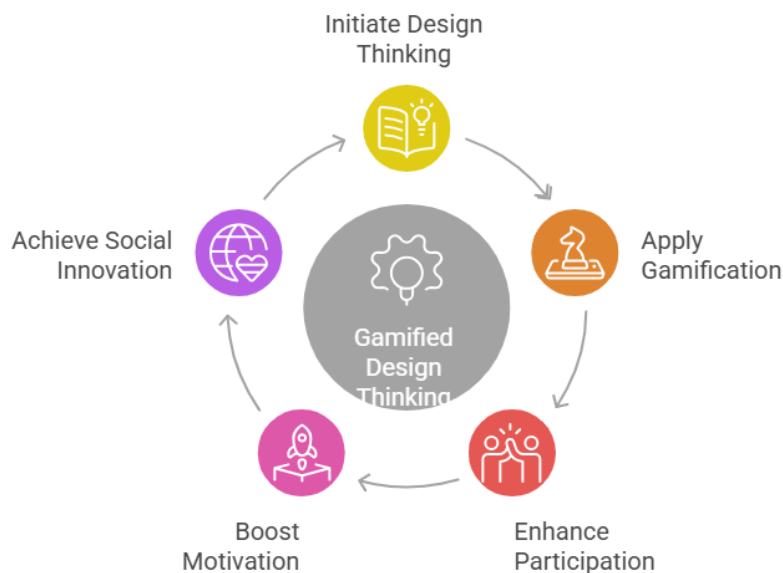 Initiate Design
Thinking
Apply
Gamification
Enhance
Participation
Boost
Motivation
Achieve Social
Innovation
Gamified
Design
Thinking